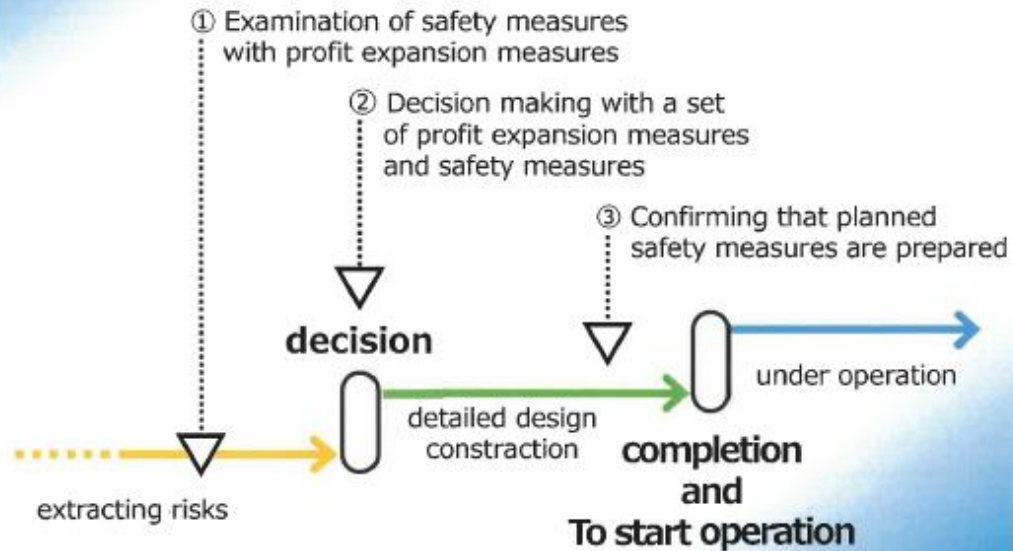 ① Examination of safety measures
with profit expansion measures
② Decision making with a set
of profit expansion measures
and safety measures
③ Confirming that planned
safety measures are prepared
decision
under operation
detailed design
constraction
completion
and
To start operation
extracting risks